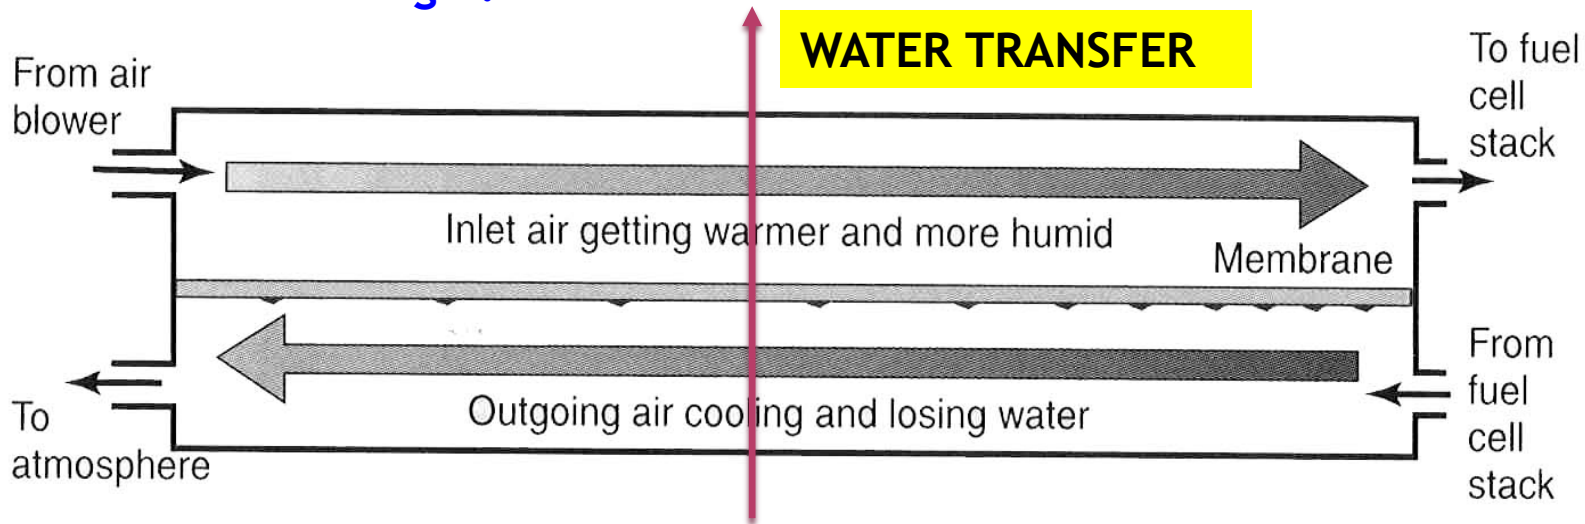 WATER TRANSFER
From air
blower
To fuel
cell
stack
Inlet air getting warmer and more humid
Membrane
Outgoing air cooling and losing water
To
atmosphere
From
fuel
cell
stack